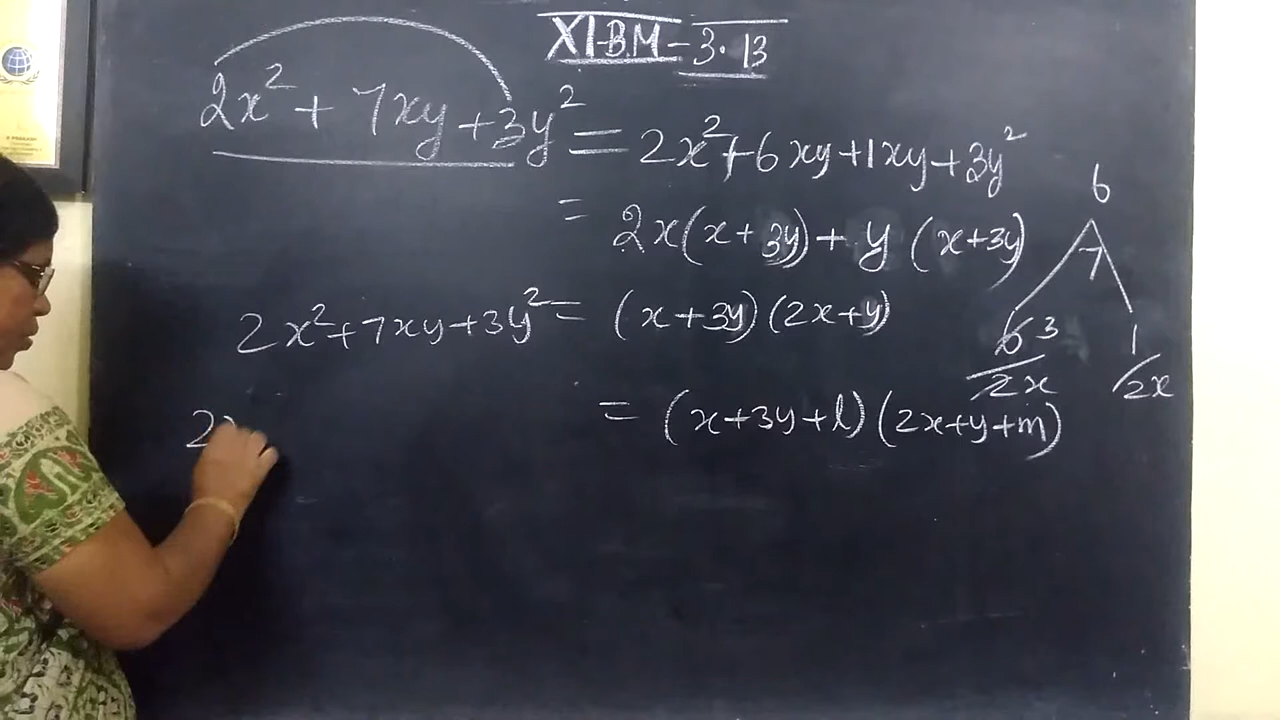 XI-B.M - 3.13
2x² + 7xy + 3y² = 2x² + 6xy + 1xy + 3y²
= 2x(x + 3y) + y (x+3y)
6
7
6 3
2x
1
2x
2x² + 7xy + 3y² = (x + 3y) (2x+y)
= (x+3y+l) (2x+y+m)
2x